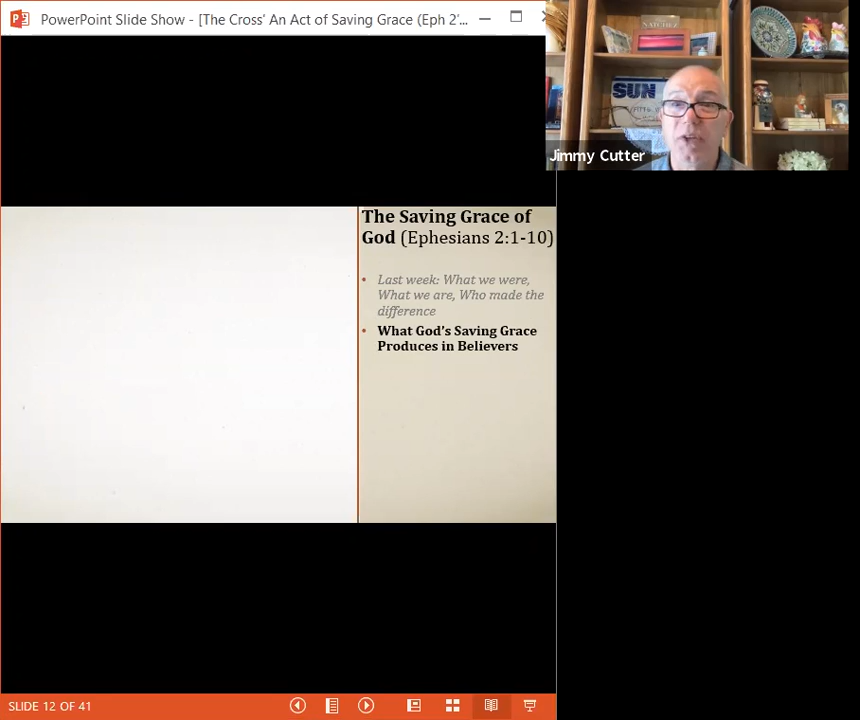 PowerPoint Slide Show - [The Cross' An Act of Saving Grace (Eph 2'...
NATCHEZ
SUN
Jimmy Cutter
The Saving Grace of
God (Ephesians 2:1-10)
• Last week: What we were,
What we are, Who made the
difference
• What God's Saving Grace
Produces in Believers
SLIDE 12 OF 41